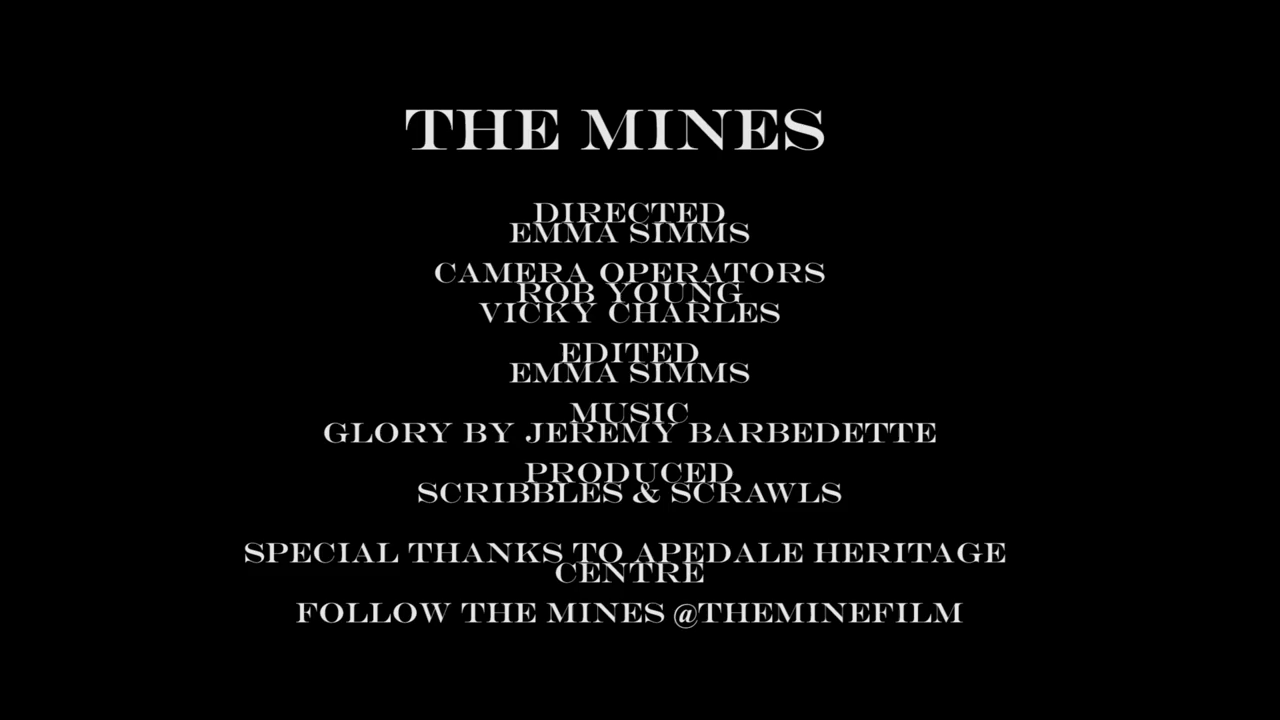 THE MINES
DIRECTED
EMMA SIMMS
CAMERA OPERATORS
ROB YOUNG
VICKY CHARLES
EDITED
EMMA SIMMS
MUSIC
GLORY BY JEREMY BARBEDETTE
PRODUCED
SCRIBBLES & SCRAWLS
SPECIAL THANKS TO APEDALE HERITAGE
CENTRE
FOLLOW THE MINES @THEMINEFILM